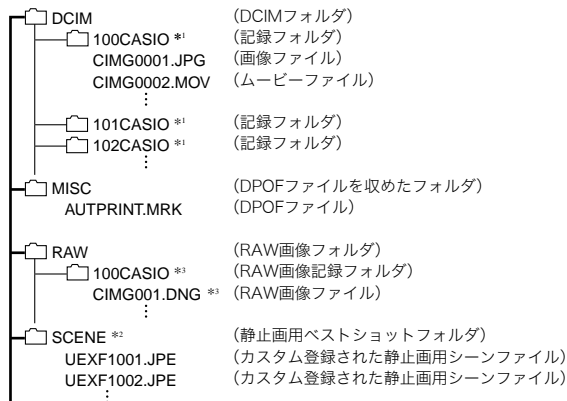 DCIM （DCIMフォルダ）
100CASIO *1 （記録フォルダ）
CIMG0001.JPG （画像ファイル）
CIMG0002.MOV （ムービーファイル）
⋮
101CASIO *1 （記録フォルダ）
102CASIO *1 （記録フォルダ）
⋮
MISC （DPOFファイルを収めたフォルダ）
AUTPRINT.MRK （DPOFファイル）
RAW （RAW画像フォルダ）
100CASIO *3 （RAW画像記録フォルダ）
CIMG001.DNG *3 （RAW画像ファイル）
⋮
SCENE *2 （静止画用ベストショットフォルダ）
UEXF1001.JPE （カスタム登録された静止画用シーンファイル）
UEXF1002.JPE （カスタム登録された静止画用シーンファイル）
⋮